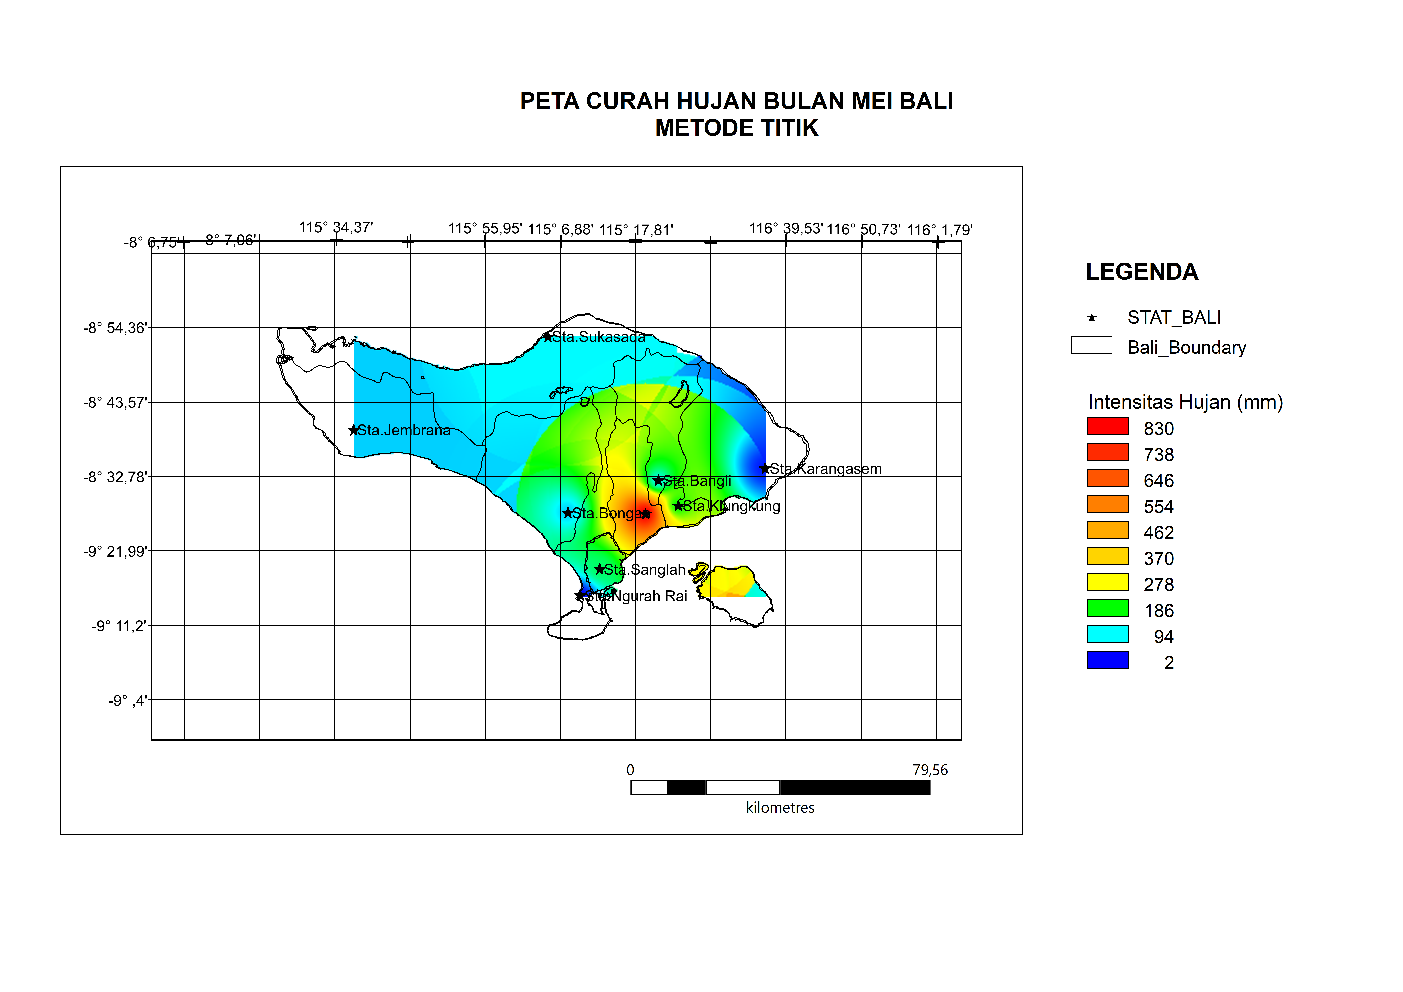 PETA CURAH HUJAN BULAN MEI BALI
METODE TITIK
115° 34,37' 115° 55,95' 115° 6,88' 115° 17,81' 116° 39,53' 116° 50,73' 116° 1,79'
-8° 6,75' 8° 7,06'
-8° 54,36'
Sta.Sukasada
-8° 43,57'
Sta.Jembrana
Sta.Karangasem
-8° 32,78'
Sta.Bangli
Sta.Klungkung
Sta.Bonga
-9° 21,99'
Sta.Sanglah
Sta.Ngurah Rai
-9° 11,2'
-9° ,4'
0 79,56
kilometres
LEGENDA
STAT_BALI
Bali_Boundary
Intensitas Hujan (mm)
830
738
646
554
462
370
278
186
94
2